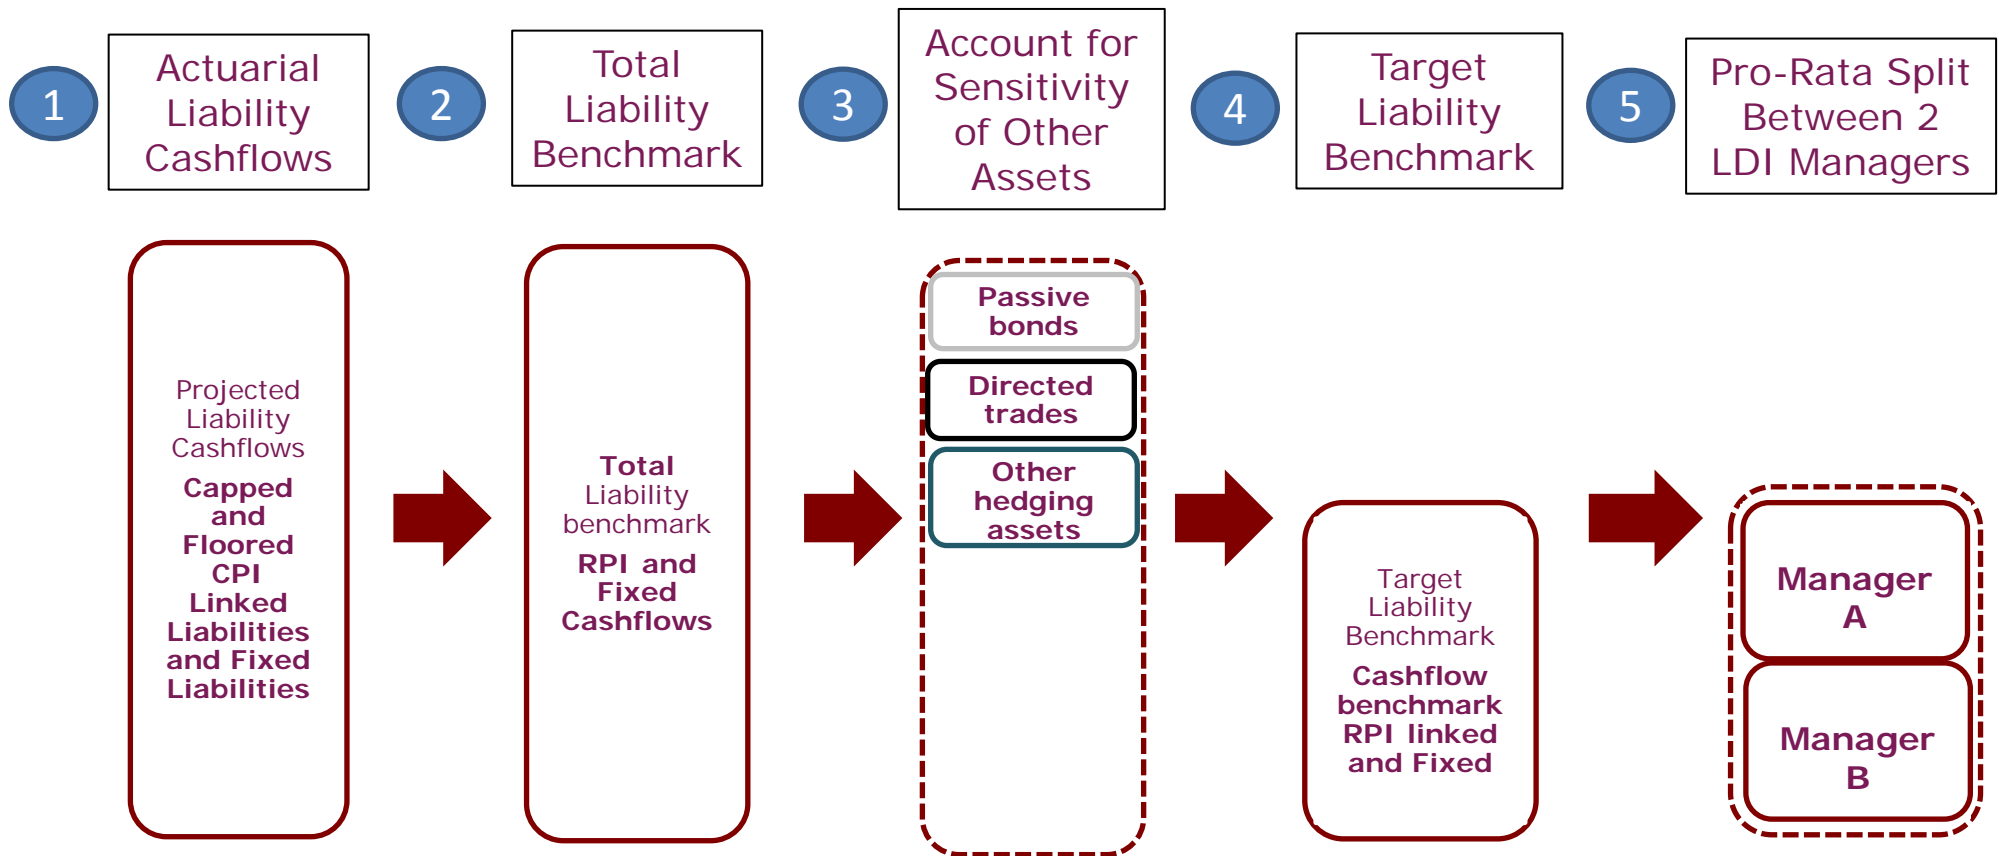 1
Actuarial
Liability
Cashflows
2
Total
Liability
Benchmark
3
Account for
Sensitivity
of Other
Assets
4
Target
Liability
Benchmark
5
Pro-Rata Split
Between 2
LDI Managers
Projected
Liability
Cashflows
Capped
and
Floored
CPI
Linked
Liabilities
and Fixed
Liabilities
Total
Liability
benchmark
RPI and
Fixed
Cashflows
Passive
bonds
Directed
trades
Other
hedging
assets
Target
Liability
Benchmark
Cashflow
benchmark
RPI linked
and Fixed
Manager
A
Manager
B